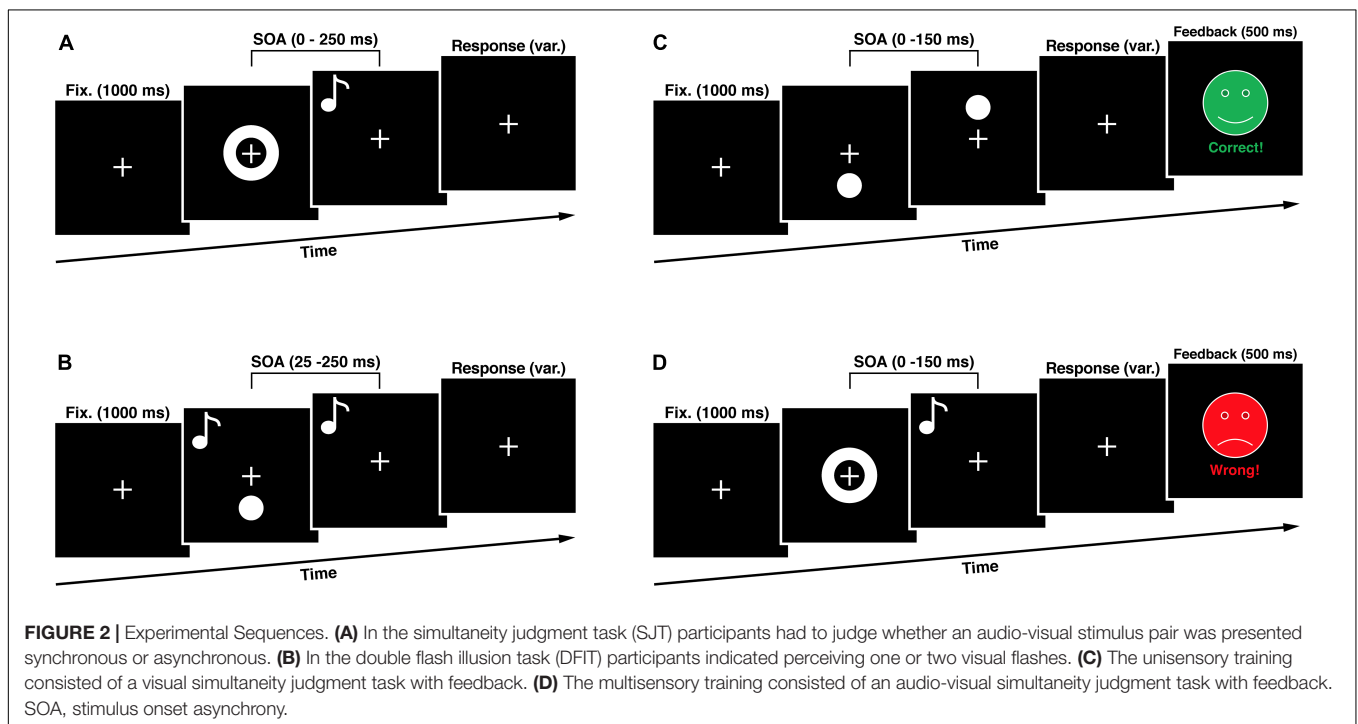 A
SOA (0 - 250 ms)
Response (var.)
Fix. (1000 ms)
Time
C
SOA (0 -150 ms)
Response (var.)
Feedback (500 ms)
Fix. (1000 ms)
Correct!
Time
B
SOA (25 -250 ms)
Response (var.)
Fix. (1000 ms)
Time
D
SOA (0 -150 ms)
Response (var.)
Feedback (500 ms)
Fix. (1000 ms)
Wrong!
Time
FIGURE 2 | Experimental Sequences. (A) In the simultaneity judgment task (SJT) participants had to judge whether an audio-visual stimulus pair was presented
synchronous or asynchronous. (B) In the double flash illusion task (DFIT) participants indicated perceiving one or two visual flashes. (C) The unisensory training
consisted of a visual simultaneity judgment task with feedback. (D) The multisensory training consisted of an audio-visual simultaneity judgment task with feedback.
SOA, stimulus onset asynchrony.